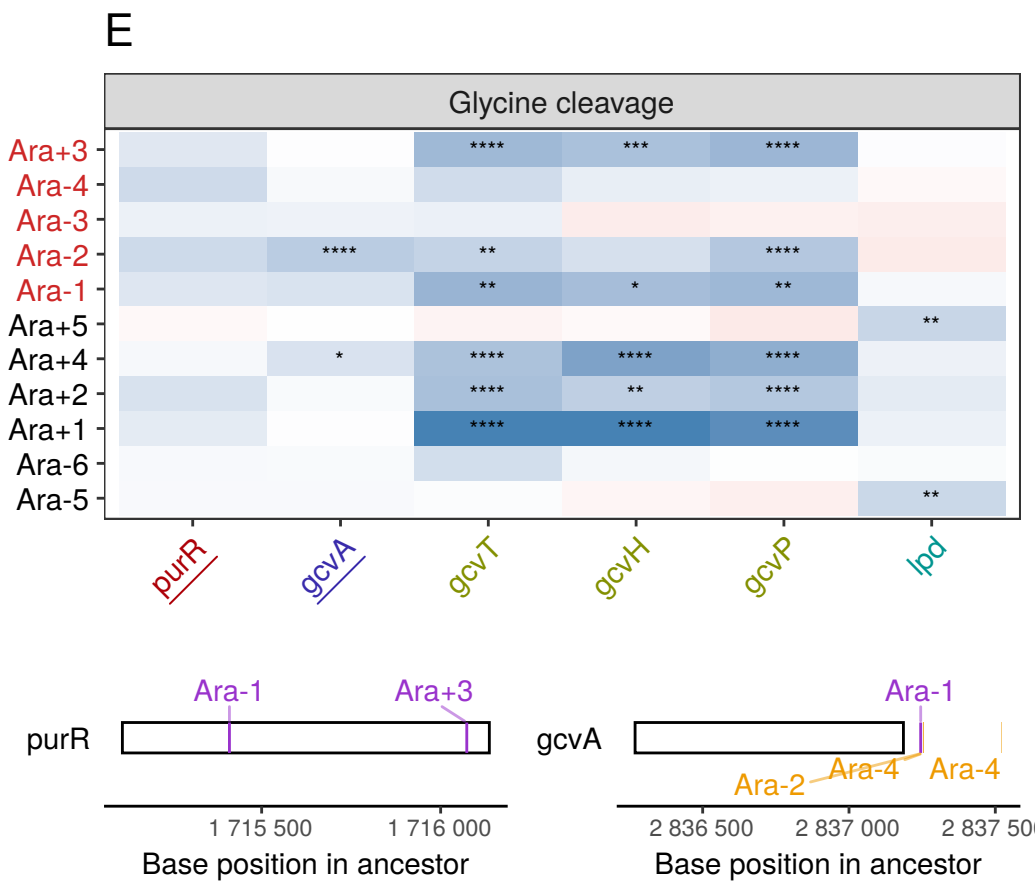 E
Glycine cleavage
Ara+3 **** *** ****
Ara-4
Ara-3
Ara-2 **** ** ****
Ara-1 ** * **
Ara+5 **
Ara+4 * **** **** ****
Ara+2 **** ** ****
Ara+1 **** **** ****
Ara-6
Ara-5 **
purR gcvA gcvT gcvH gcvP lpd
Ara-1 Ara+3 Ara-1
purR gcvA
Ara-2 Ara-4 Ara-4
1 715 500 1 716 000 2 836 500 2 837 000 2 837 500
Base position in ancestor Base position in ancestor